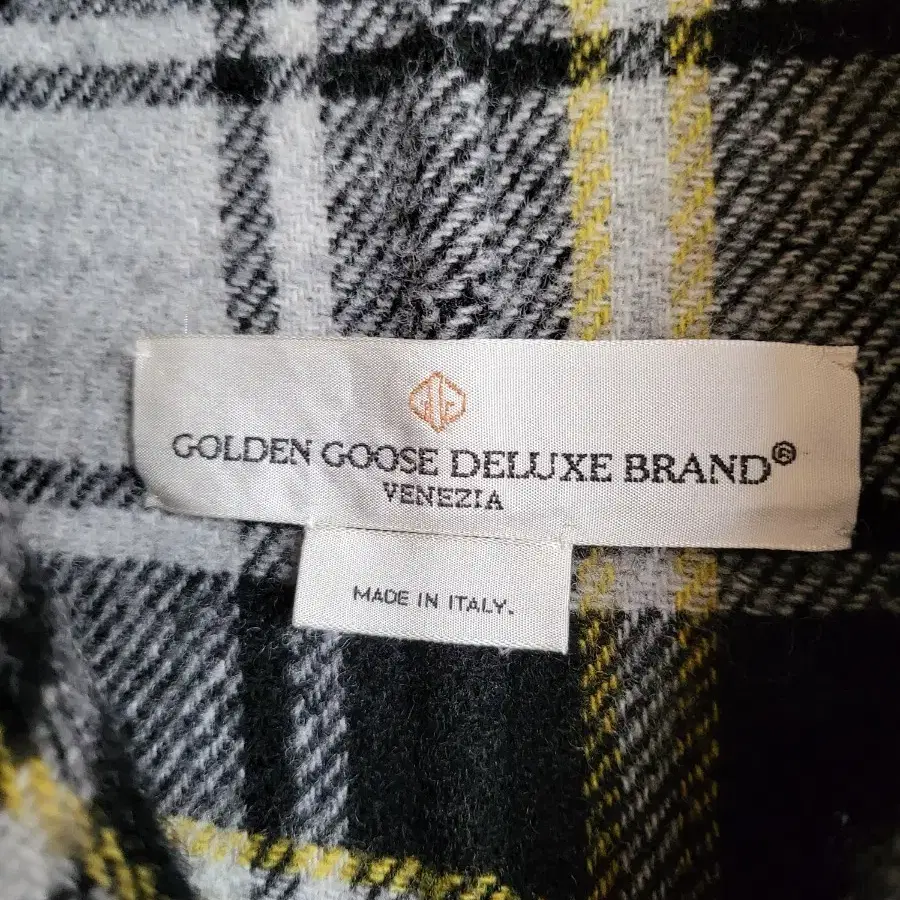 GOLDEN GOOSE DELUXE BRAND®
VENEZIA
MADE IN ITALY.